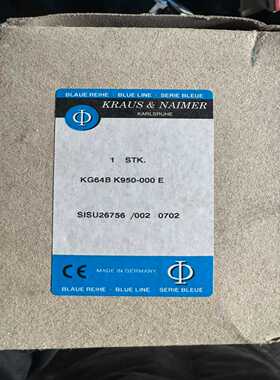 BLAUE REIHE - BLUE LINE - SERIE BLEUE
KRAUS & NAIMER
KARLSRUHE
1 STK.
KG64B K950-000 E
SISU26756 /002 0702
CE MADE IN GERMANY
BLAUE REIHE - BLUE LINE - SERIE BLEUE